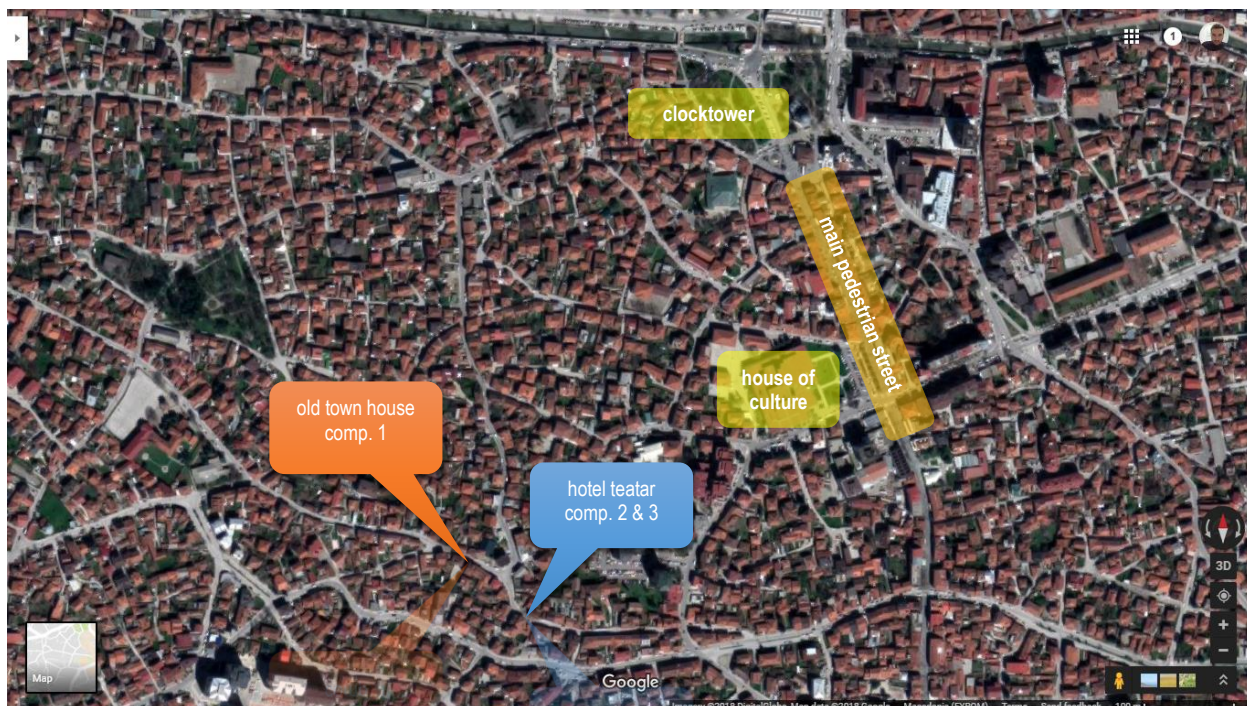 1
clocktower
main pedestrian street
house of
culture
old town house
comp. 1
hotel teatar
comp. 2 & 3
3D
+
−
Map
Google